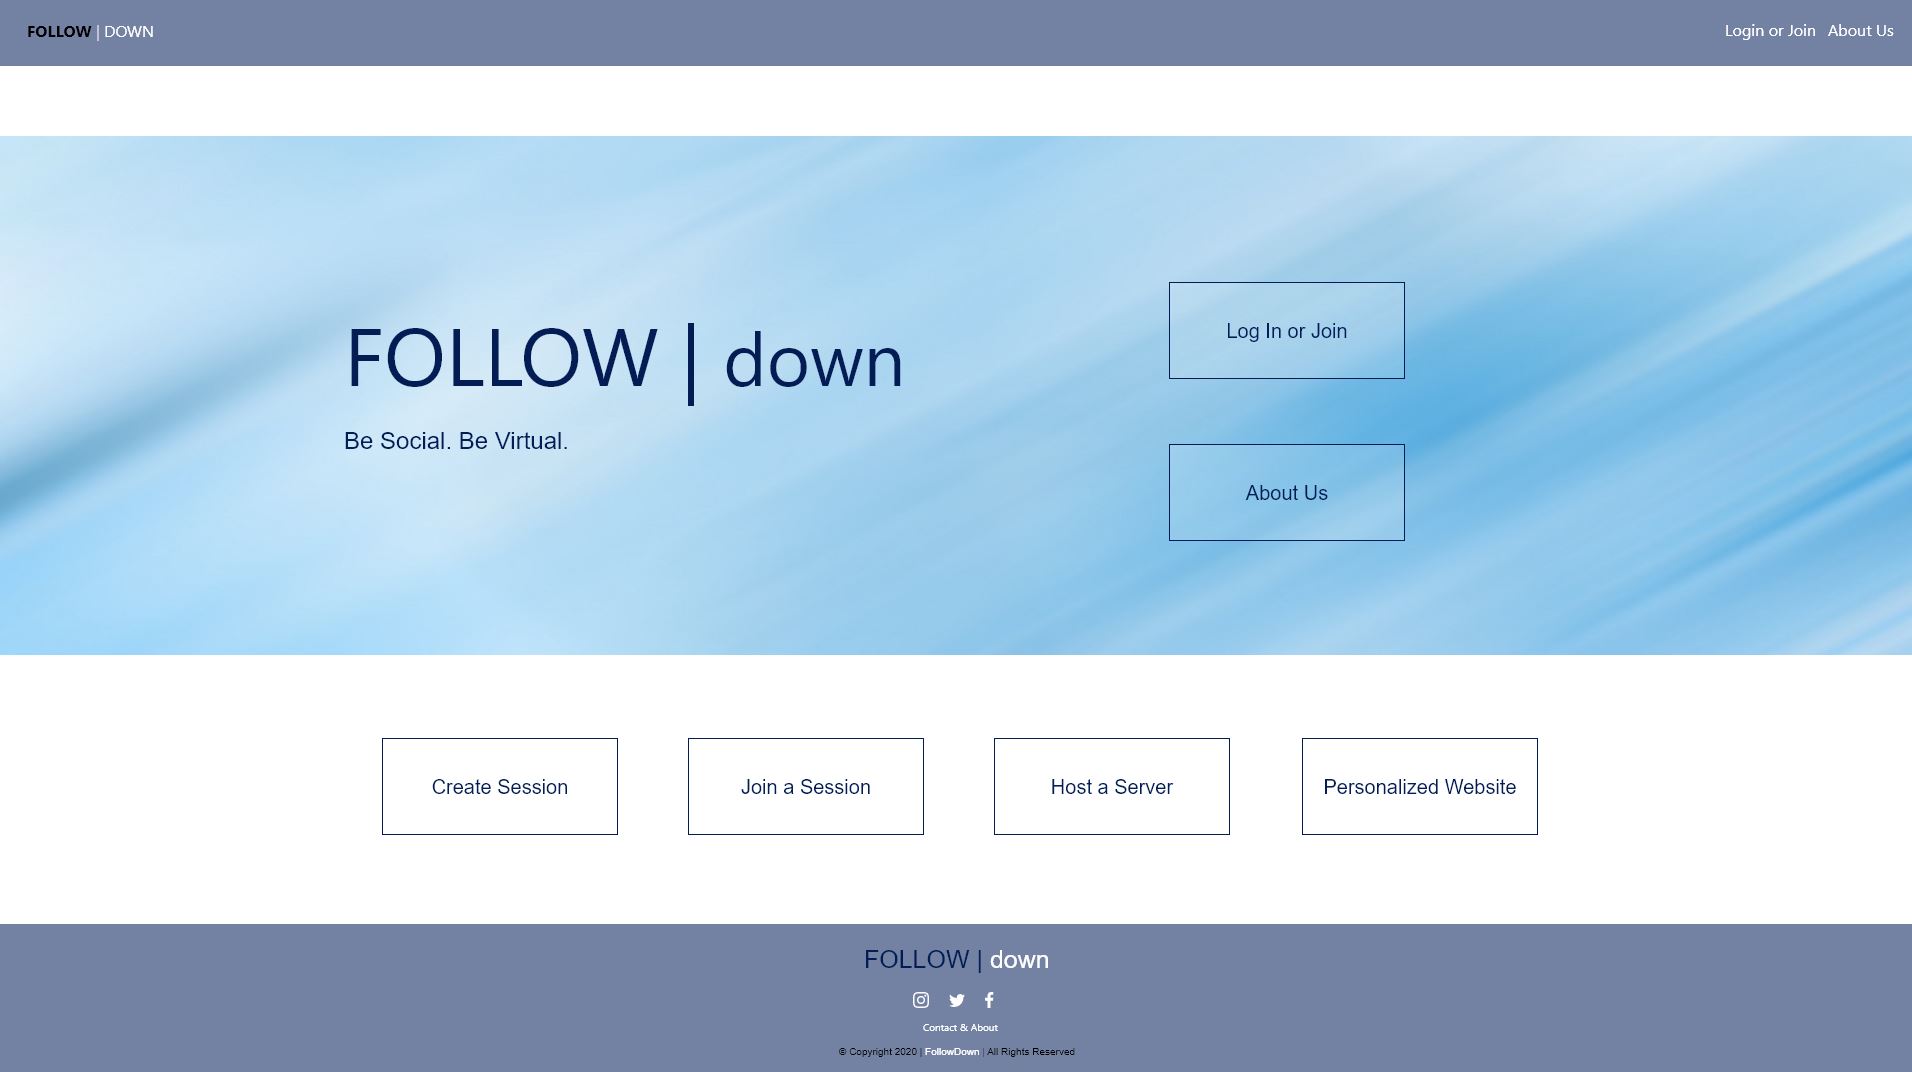 FOLLOW | DOWN
Login or Join About Us
FOLLOW | down
Be Social. Be Virtual.
Log In or Join
About Us
Create Session
Join a Session
Host a Server
Personalized Website
FOLLOW | down
Contact & About
© Copyright 2020 | FollowDown | All Rights Reserved